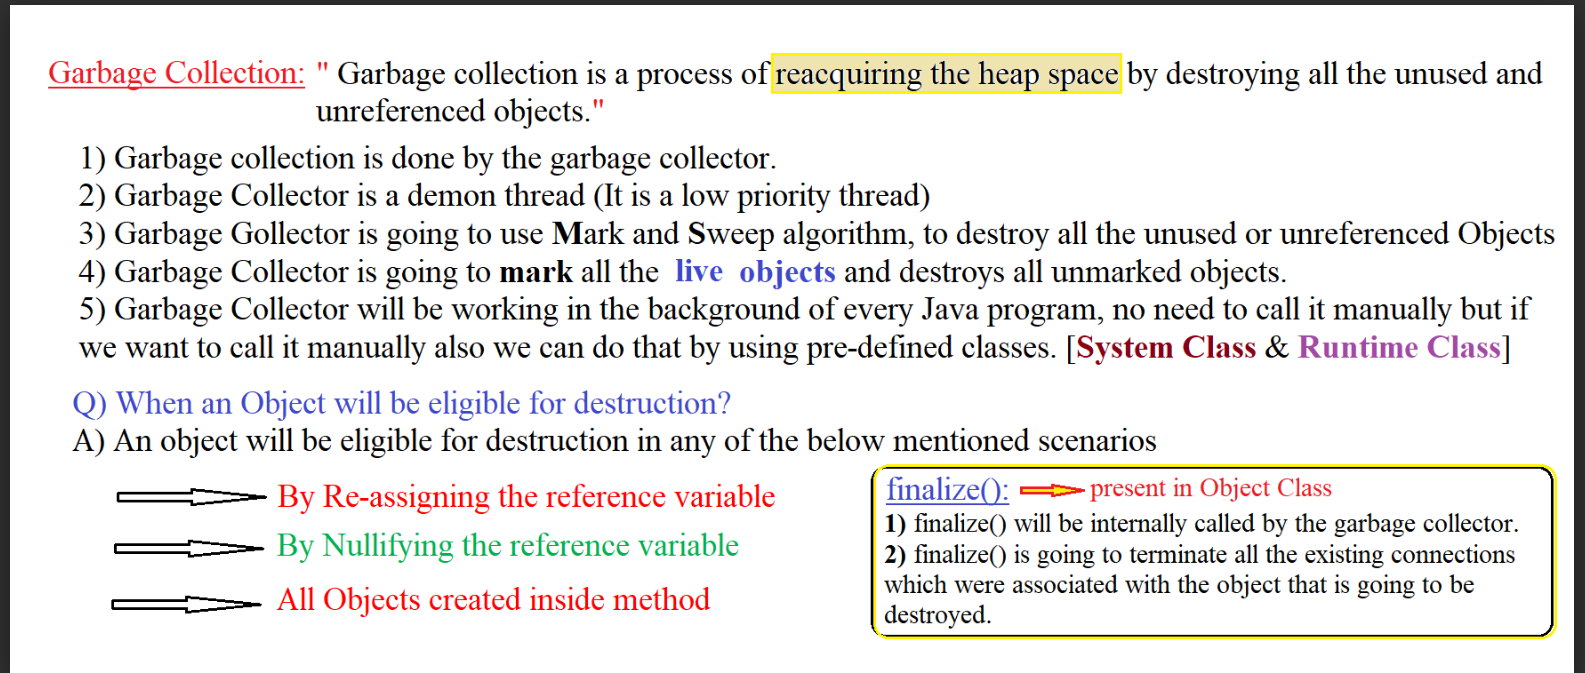 Garbage Collection: " Garbage collection is a process of reacquiring the heap space by destroying all the unused and
unreferenced objects."
1) Garbage collection is done by the garbage collector.
2) Garbage Collector is a demon thread (It is a low priority thread)
3) Garbage Gollector is going to use Mark and Sweep algorithm, to destroy all the unused or unreferenced Objects
4) Garbage Collector is going to mark all the live objects and destroys all unmarked objects.
5) Garbage Collector will be working in the background of every Java program, no need to call it manually but if
we want to call it manually also we can do that by using pre-defined classes. [System Class & Runtime Class]
Q) When an Object will be eligible for destruction?
A) An object will be eligible for destruction in any of the below mentioned scenarios
By Re-assigning the reference variable
By Nullifying the reference variable
All Objects created inside method
finalize(): present in Object Class
1) finalize() will be internally called by the garbage collector.
2) finalize() is going to terminate all the existing connections
which were associated with the object that is going to be
destroyed.